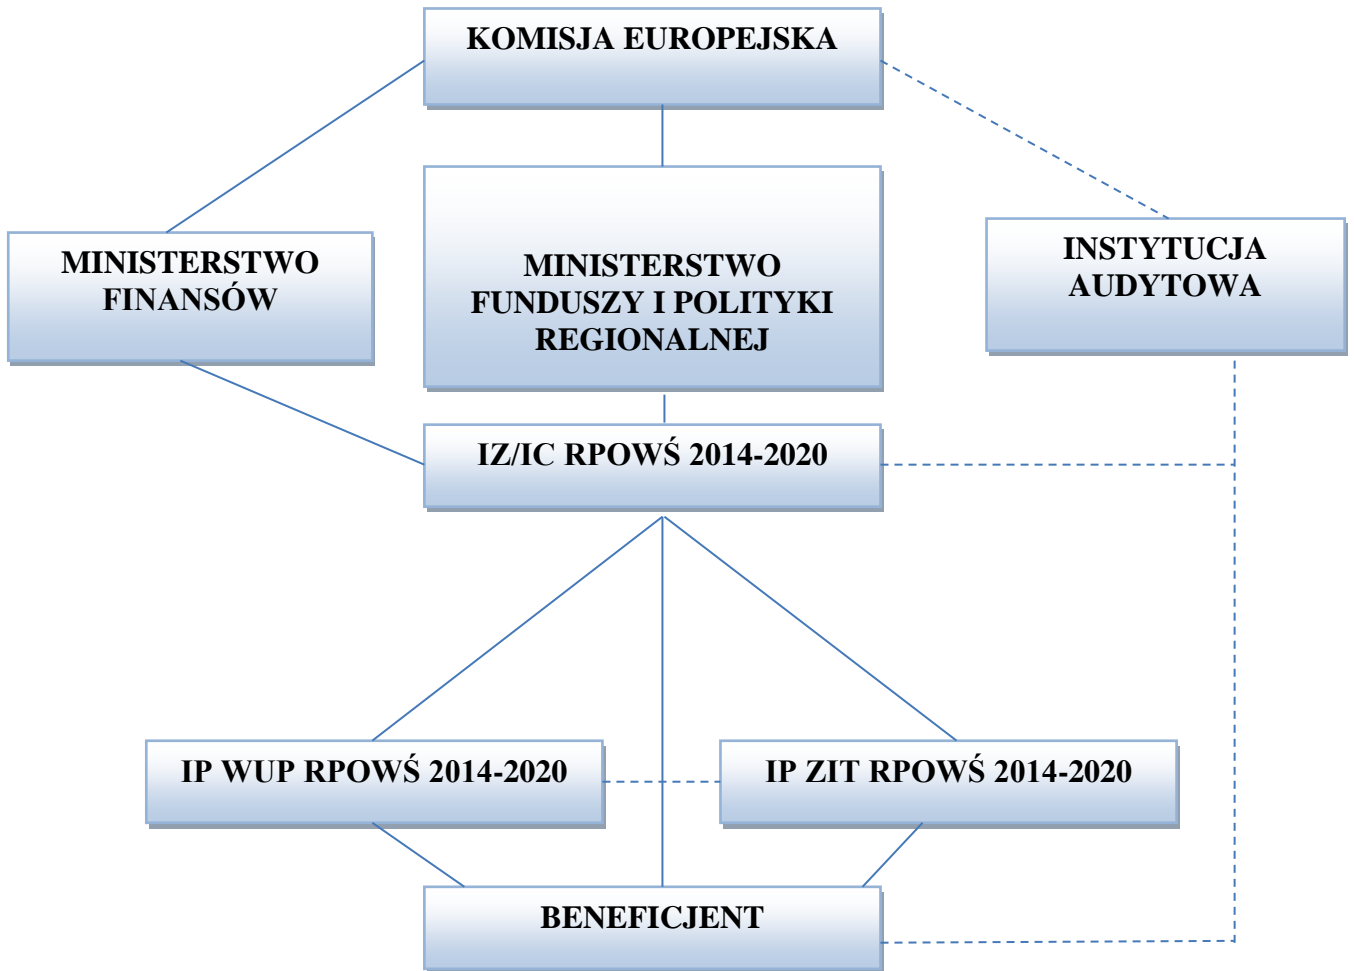 KOMISJA EUROPEJSKA
MINISTERSTWO
FINANSÓW
MINISTERSTWO
FUNDUSZY I POLITYKI
REGIONALNEJ
INSTYTUCJA
AUDYTOWA
IZ/IC RPOWŚ 2014-2020
IP WUP RPOWŚ 2014-2020
IP ZIT RPOWŚ 2014-2020
BENEFICJENT